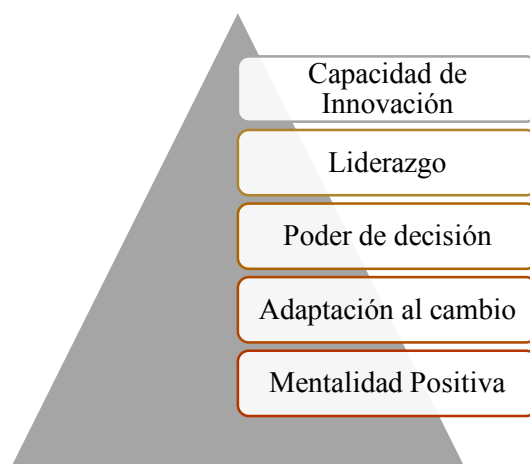 Capacidad de
Innovación
Liderazgo
Poder de decisión
Adaptación al cambio
Mentalidad Positiva